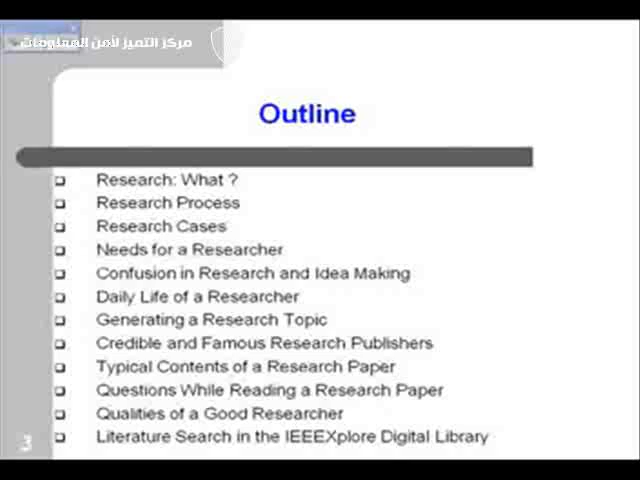 مركز التميز لأمن المعلومات
Outline
Research: What ?
Research Process
Research Cases
Needs for a Researcher
Confusion in Research and Idea Making
Daily Life of a Researcher
Generating a Research Topic
Credible and Famous Research Publishers
Typical Contents of a Research Paper
Questions While Reading a Research Paper
Qualities of a Good Researcher
Literature Search in the IEEEXplore Digital Library
3